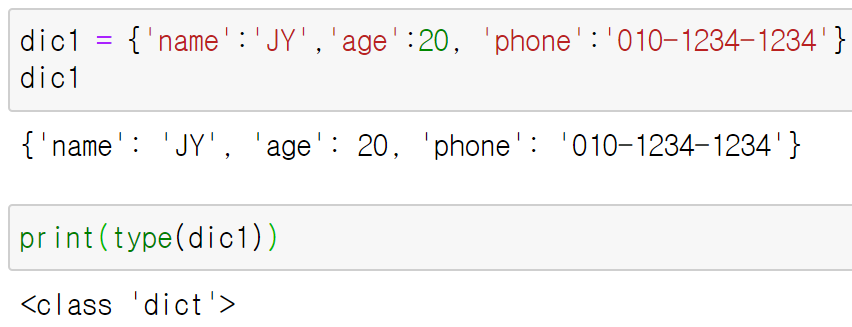 dic1 = {'name':'JY','age':20, 'phone':'010-1234-1234'}
dic1
{'name': 'JY', 'age': 20, 'phone': '010-1234-1234'}
print(type(dic1))
<class 'dict'>